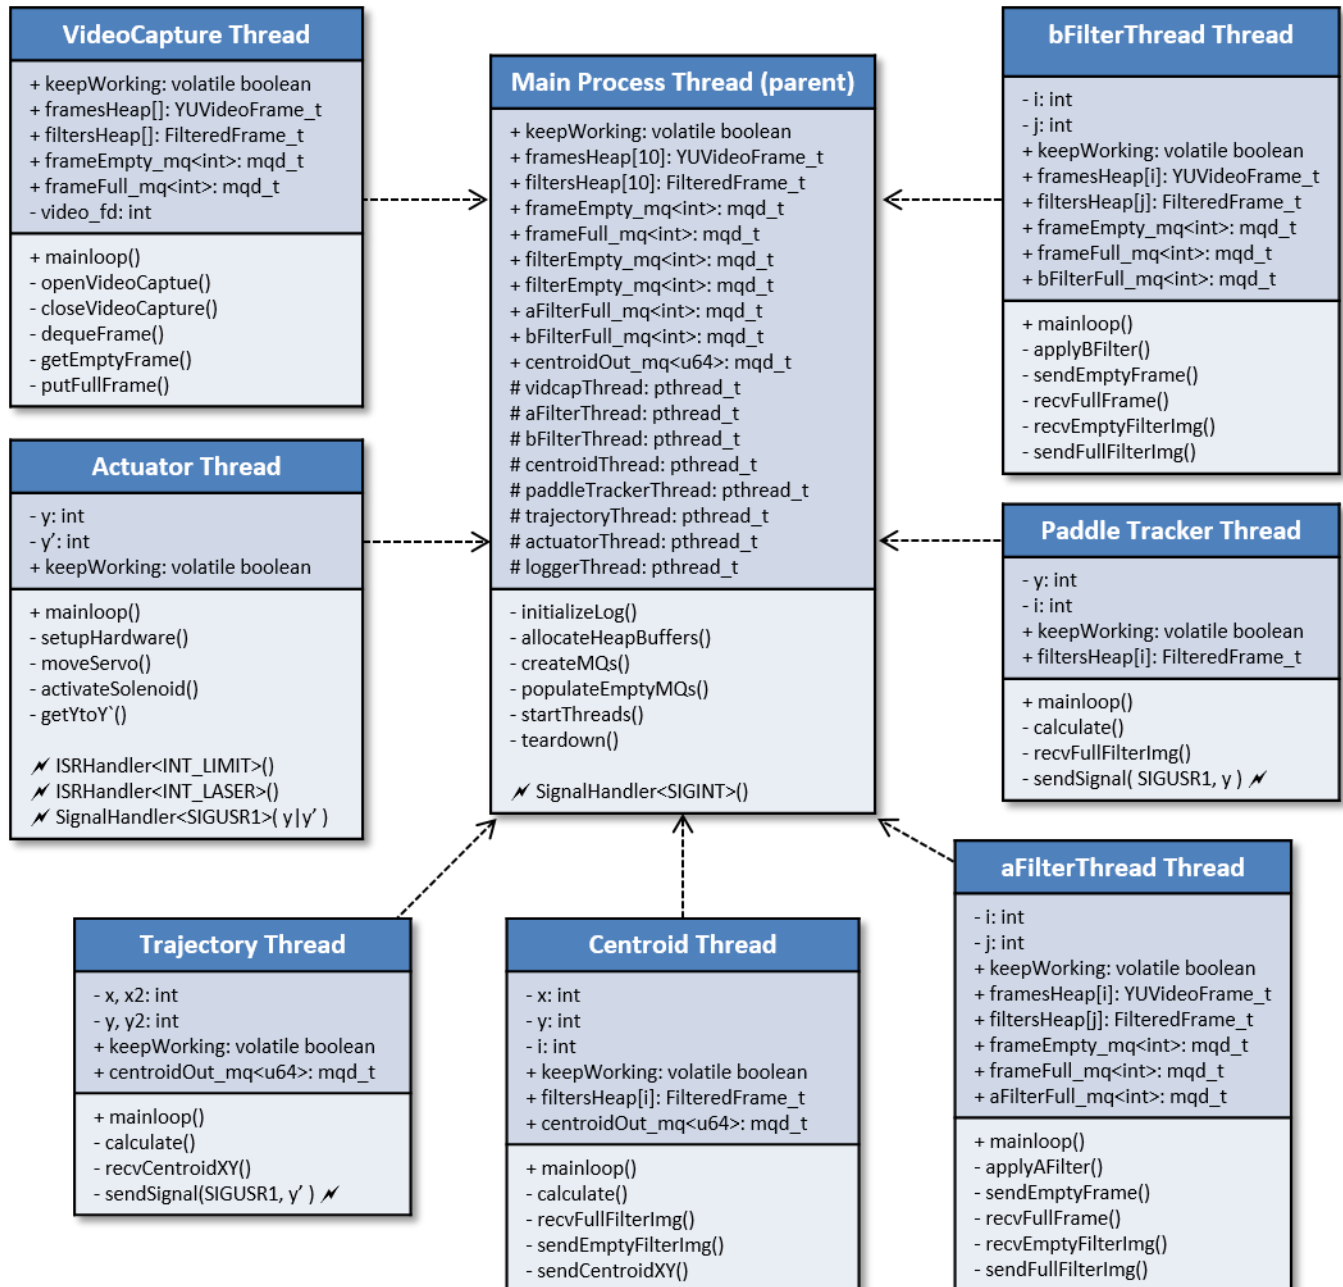 VideoCapture Thread
+ keepWorking: volatile boolean
+ framesHeap[]: YUVideoFrame_t
+ filtersHeap[]: FilteredFrame_t
+ frameEmpty_mq<int>: mqd_t
+ frameFull_mq<int>: mqd_t
- video_fd: int
+ mainloop()
- openVideoCaptue()
- closeVideoCapture()
- dequeFrame()
- getEmptyFrame()
- putFullFrame()
Actuator Thread
- y: int
- y’: int
+ keepWorking: volatile boolean
+ mainloop()
- setupHardware()
- moveServo()
- activateSolenoid()
- getYtoY`()
ISRHandler<INT_LIMIT>()
ISRHandler<INT_LASER>()
SignalHandler<SIGUSR1>( y|y’ )
Main Process Thread (parent)
+ keepWorking: volatile boolean
+ framesHeap[10]: YUVideoFrame_t
+ filtersHeap[10]: FilteredFrame_t
+ frameEmpty_mq<int>: mqd_t
+ frameFull_mq<int>: mqd_t
+ filterEmpty_mq<int>: mqd_t
+ filterEmpty_mq<int>: mqd_t
+ aFilterFull_mq<int>: mqd_t
+ bFilterFull_mq<int>: mqd_t
+ centroidOut_mq<u64>: mqd_t
# vidcapThread: pthread_t
# aFilterThread: pthread_t
# bFilterThread: pthread_t
# centroidThread: pthread_t
# paddleTrackerThread: pthread_t
# trajectoryThread: pthread_t
# actuatorThread: pthread_t
# loggerThread: pthread_t
- initializeLog()
- allocateHeapBuffers()
- createMQs()
- populateEmptyMQs()
- startThreads()
- teardown()
SignalHandler<SIGINT>()
bFilterThread Thread
- i: int
- j: int
+ keepWorking: volatile boolean
+ framesHeap[i]: YUVideoFrame_t
+ filtersHeap[j]: FilteredFrame_t
+ frameEmpty_mq<int>: mqd_t
+ frameFull_mq<int>: mqd_t
+ bFilterFull_mq<int>: mqd_t
+ mainloop()
- applyBFilter()
- sendEmptyFrame()
- recvFullFrame()
- recvEmptyFilterImg()
- sendFullFilterImg()
Paddle Tracker Thread
- y: int
- i: int
+ keepWorking: volatile boolean
+ filtersHeap[i]: FilteredFrame_t
+ mainloop()
- calculate()
- recvFullFilterImg()
- sendSignal( SIGUSR1, y )
Trajectory Thread
- x, x2: int
- y, y2: int
+ keepWorking: volatile boolean
+ centroidOut_mq<u64>: mqd_t
+ mainloop()
- calculate()
- recvCentroidXY()
- sendSignal(SIGUSR1, y’ )
Centroid Thread
- x: int
- y: int
- i: int
+ keepWorking: volatile boolean
+ filtersHeap[i]: FilteredFrame_t
+ centroidOut_mq<u64>: mqd_t
+ mainloop()
- calculate()
- recvFullFilterImg()
- sendEmptyFilterImg()
- sendCentroidXY()
aFilterThread Thread
- i: int
- j: int
+ keepWorking: volatile boolean
+ framesHeap[i]: YUVideoFrame_t
+ filtersHeap[j]: FilteredFrame_t
+ frameEmpty_mq<int>: mqd_t
+ frameFull_mq<int>: mqd_t
+ aFilterFull_mq<int>: mqd_t
+ mainloop()
- applyAFilter()
- sendEmptyFrame()
- recvFullFrame()
- recvEmptyFilterImg()
- sendFullFilterImg()